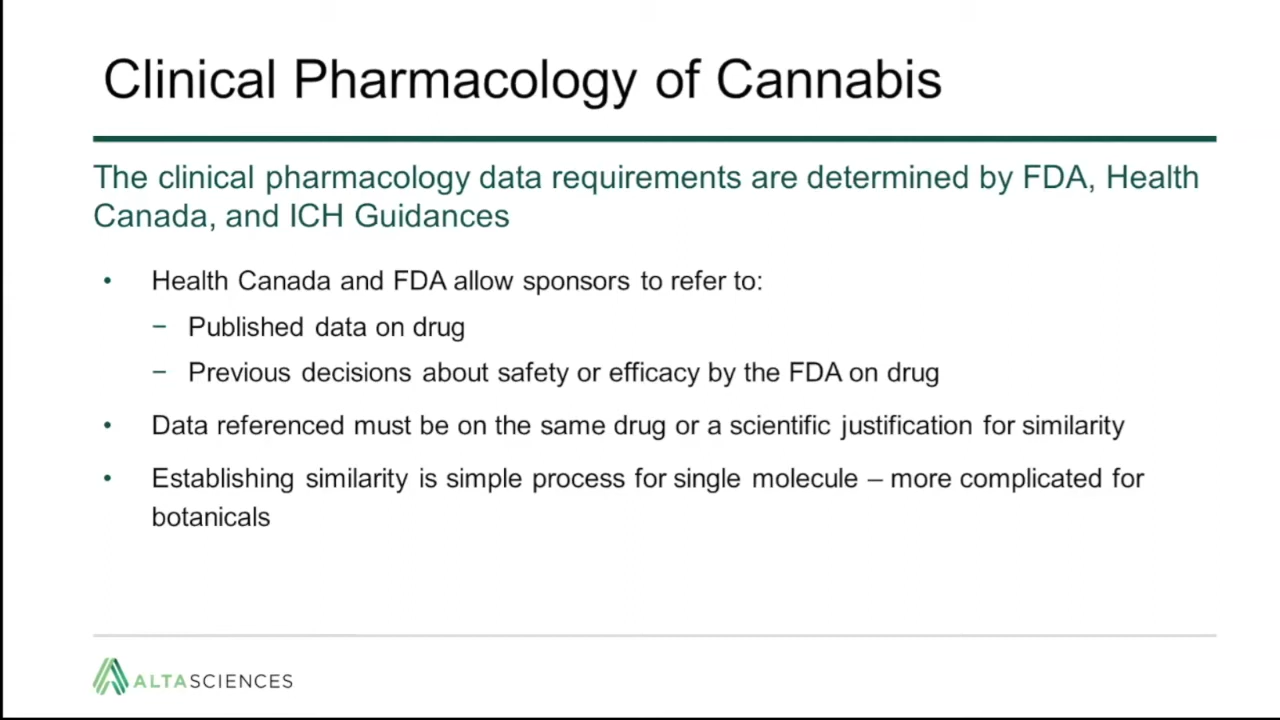 Clinical Pharmacology of Cannabis
The clinical pharmacology data requirements are determined by FDA, Health
Canada, and ICH Guidances
• Health Canada and FDA allow sponsors to refer to:
− Published data on drug
− Previous decisions about safety or efficacy by the FDA on drug
• Data referenced must be on the same drug or a scientific justification for similarity
• Establishing similarity is simple process for single molecule – more complicated for
botanicals
ALTASCIENCES